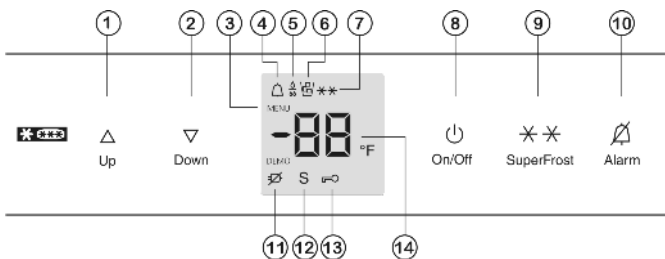 1 2 3 4 5 6 7 8 9 10
MENU
-88 °F
Up Down On/Off SuperFrost Alarm
DEMO
S
11 12 13 14